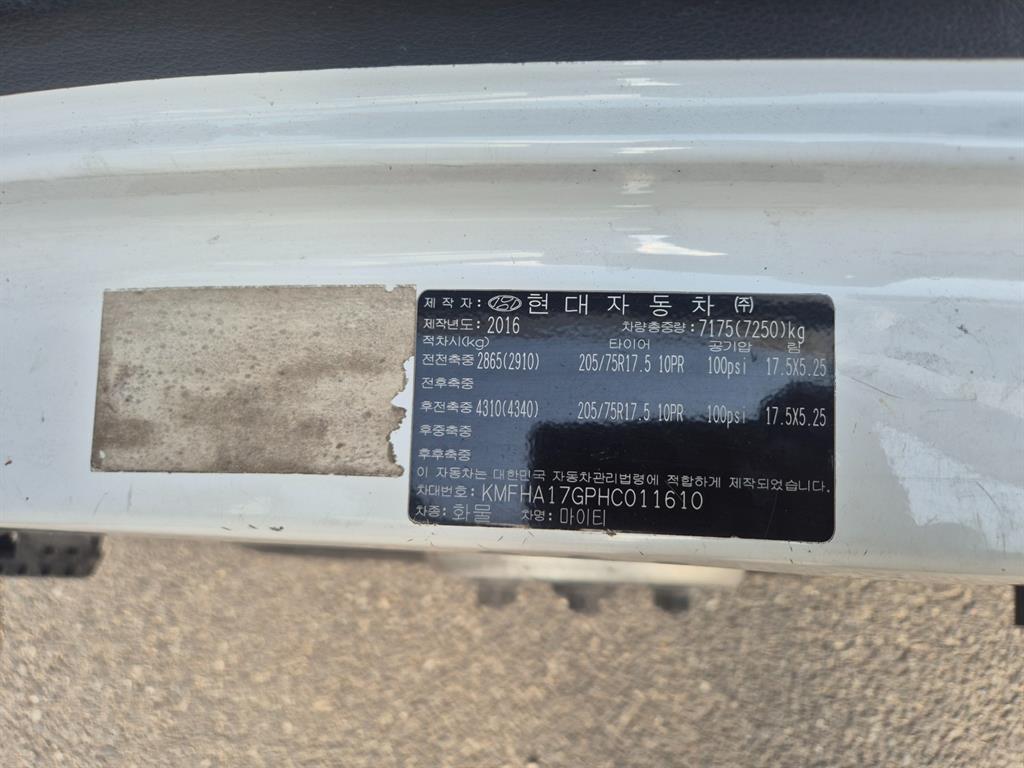 제작자: 현대자동차 ㈜
제작년도: 2016 차량총중량: 7175(7250)kg
적차시(kg) 타이어 공기압 림
전전축중 2865(2910) 205/75R17.5 10PR 100psi 17.5X5.25
전후축중
후전축중 4310(4340) 205/75R17.5 10PR 100psi 17.5X5.25
후중축중
후후축중
이 자동차는 대한민국 자동차관리법령에 적합하게 제작되었습니다.
차대번호: KMFHA17GPHC011610
차종: 화물 차명: 마이티